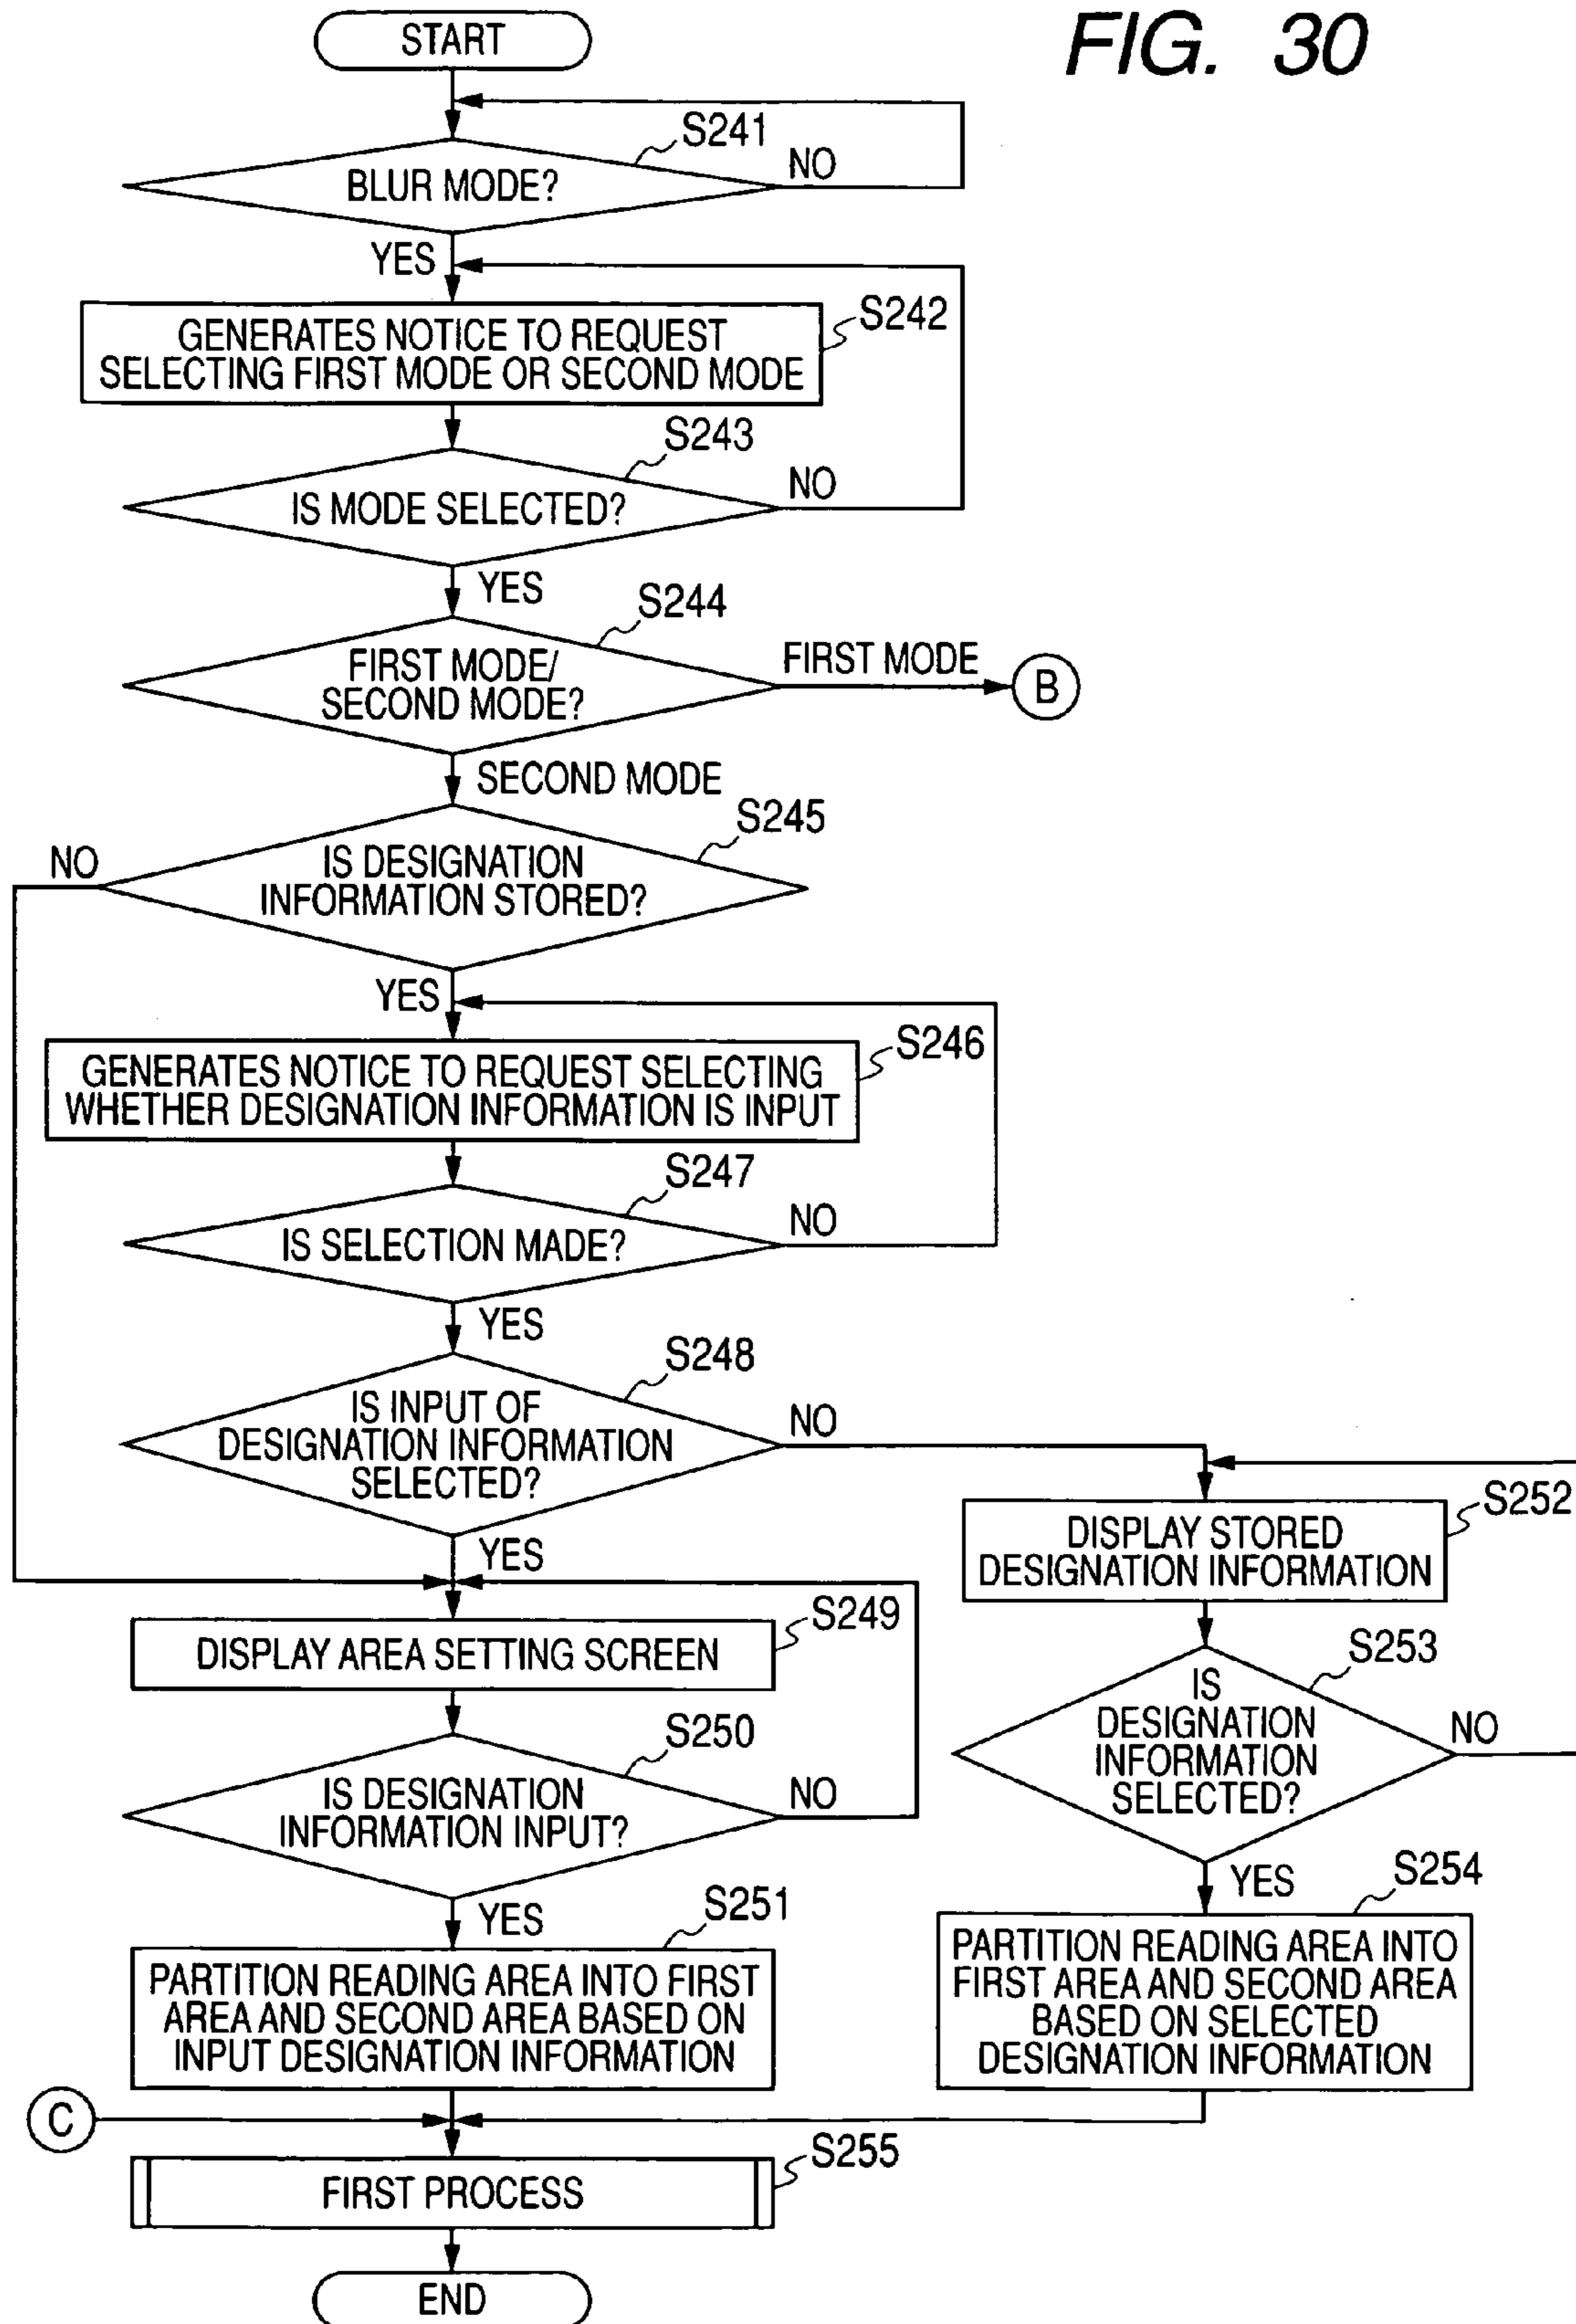 FIG. 30
START
S241
BLUR MODE?
NO
YES
S242
GENERATES NOTICE TO REQUEST
SELECTING FIRST MODE OR SECOND MODE
S243
IS MODE SELECTED?
NO
YES
S244
FIRST MODE/
SECOND MODE?
FIRST MODE
B
SECOND MODE
S245
IS DESIGNATION
INFORMATION STORED?
NO
YES
S246
GENERATES NOTICE TO REQUEST SELECTING
WHETHER DESIGNATION INFORMATION IS INPUT
S247
IS SELECTION MADE?
NO
YES
S248
IS INPUT OF
DESIGNATION INFORMATION
SELECTED?
NO
YES
S249
DISPLAY AREA SETTING SCREEN
S250
IS DESIGNATION
INFORMATION INPUT?
NO
YES
S251
PARTITION READING AREA INTO FIRST
AREA AND SECOND AREA BASED ON
INPUT DESIGNATION INFORMATION
S252
DISPLAY STORED
DESIGNATION INFORMATION
S253
IS
DESIGNATION
INFORMATION
SELECTED?
NO
YES
S254
PARTITION READING AREA INTO
FIRST AREA AND SECOND AREA
BASED ON SELECTED
DESIGNATION INFORMATION
C
S255
FIRST PROCESS
END